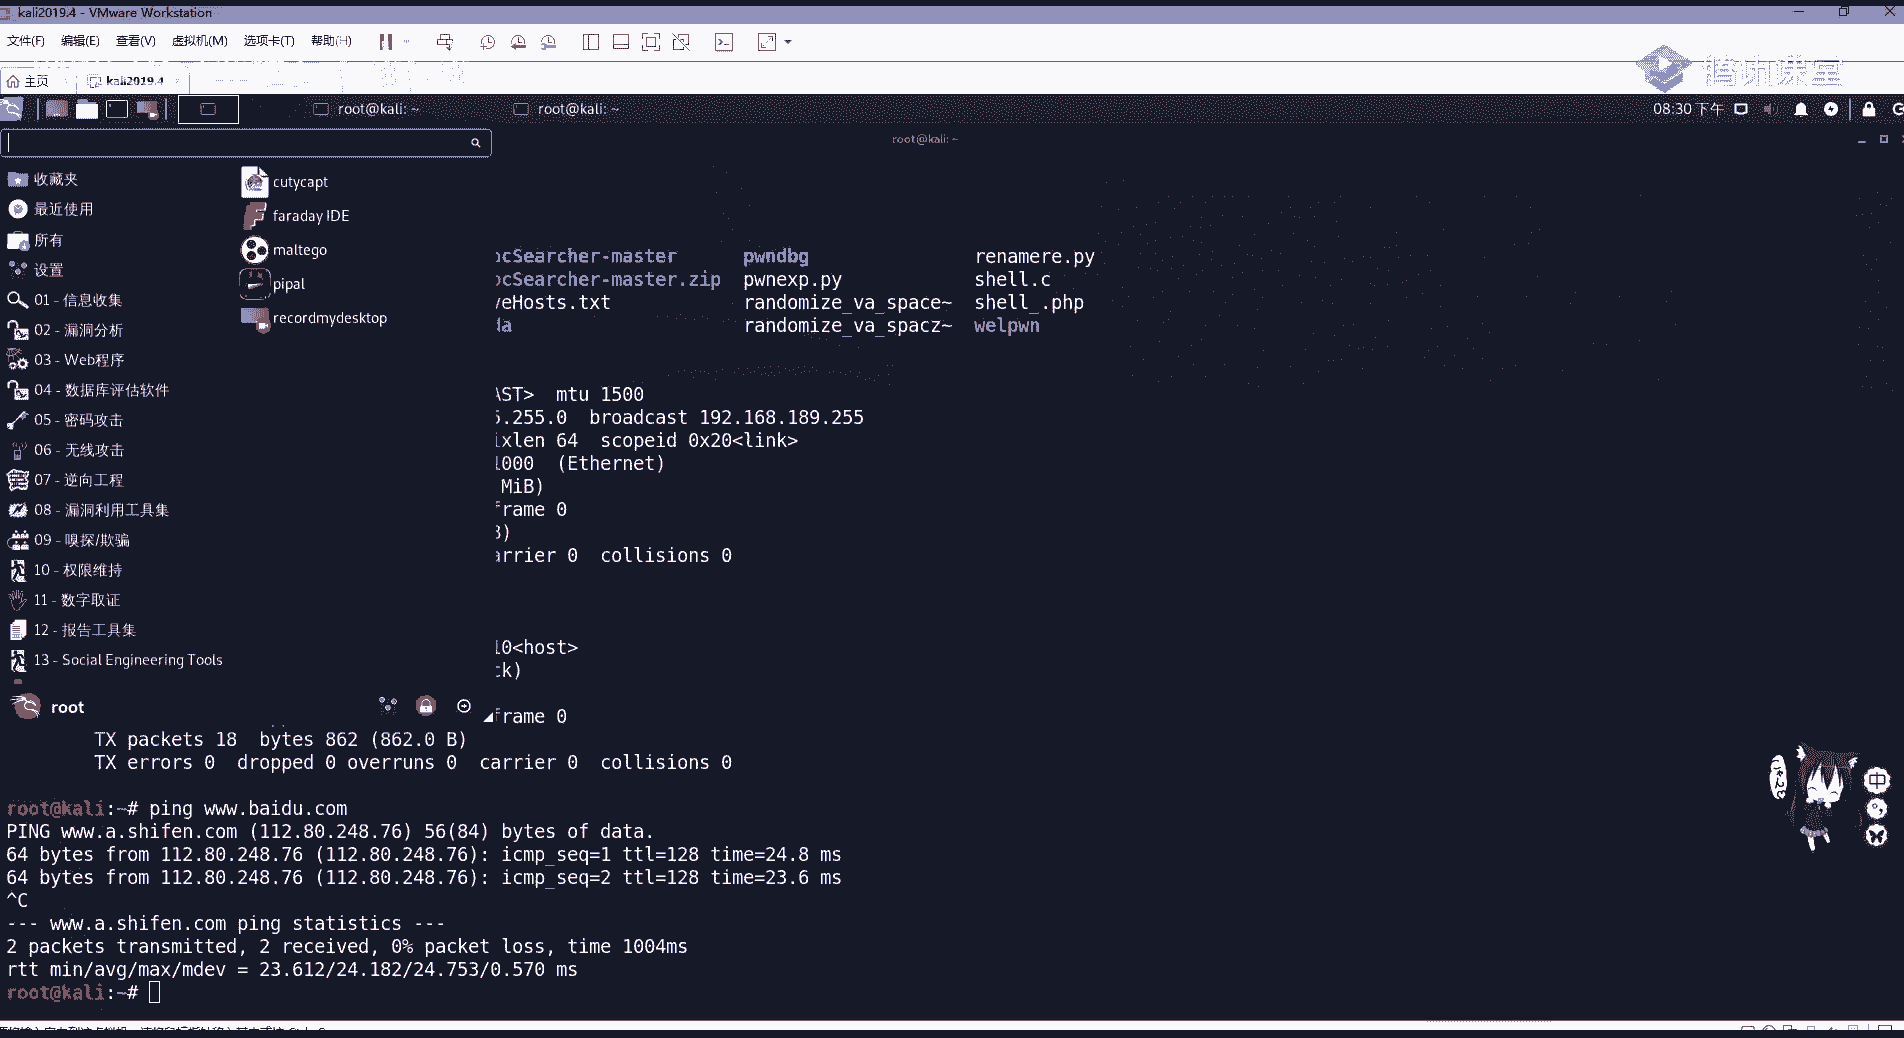 kali2019.4 - VMware Workstation
文件(F) 编辑(E) 查看(V) 虚拟机(M) 选项卡(T) 帮助(H)
主页 kali2019.4
腾讯课堂
root@kali: ~ root@kali: ~ 08:30 下午
root@kali: ~
收藏夹 cutycapt
最近使用 faraday IDE
所有 maltego
设置 pipal
01 - 信息收集 recordmydesktop
02 - 漏洞分析
03 - Web程序
04 - 数据库评估软件
05 - 密码攻击
06 - 无线攻击
07 - 逆向工程
08 - 漏洞利用工具集
09 - 嗅探/欺骗
10 - 权限维持
11 - 数字取证
12 - 报告工具集
13 - Social Engineering Tools
root
ocSearcher-master pwndbg renamere.py
ocSearcher-master.zip pwnexp.py shell.c
veHosts.txt randomize_va_space~ shell_.php
da randomize_va_spacz~ welpwn
AST> mtu 1500
5.255.0 broadcast 192.168.189.255
ixlen 64 scopeid 0x20<link>
1000 (Ethernet)
MiB)
frame 0
B)
arrier 0 collisions 0
10<host>
ck)
frame 0
TX packets 18 bytes 862 (862.0 B)
TX errors 0 dropped 0 overruns 0 carrier 0 collisions 0
root@kali:~# ping www.baidu.com
PING www.a.shifen.com (112.80.248.76) 56(84) bytes of data.
64 bytes from 112.80.248.76 (112.80.248.76): icmp_seq=1 ttl=128 time=24.8 ms
64 bytes from 112.80.248.76 (112.80.248.76): icmp_seq=2 ttl=128 time=23.6 ms
^C
--- www.a.shifen.com ping statistics ---
2 packets transmitted, 2 received, 0% packet loss, time 1004ms
rtt min/avg/max/mdev = 23.612/24.182/24.753/0.570 ms
root@kali:~#
中